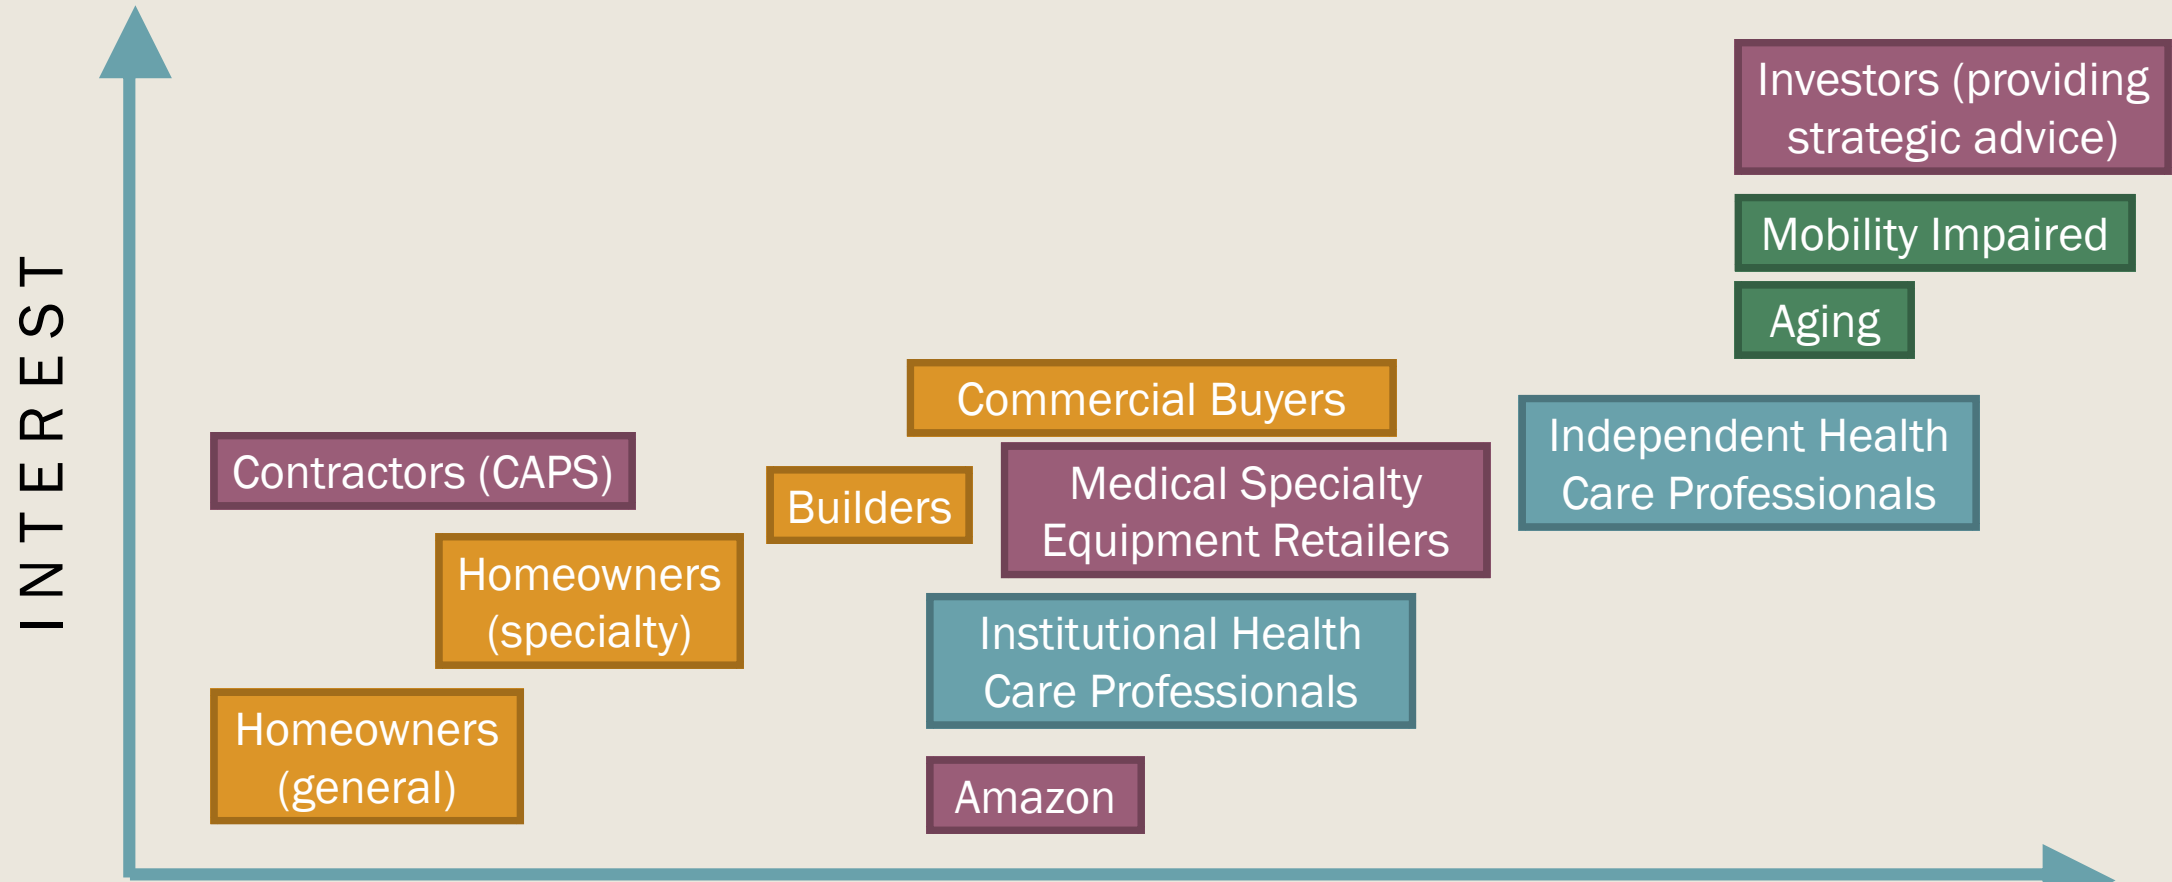 INTEREST
Investors (providing
strategic advice)
Mobility Impaired
Aging
Commercial Buyers
Independent Health
Care Professionals
Contractors (CAPS)
Builders
Medical Specialty
Equipment Retailers
Homeowners
(specialty)
Institutional Health
Care Professionals
Homeowners
(general)
Amazon